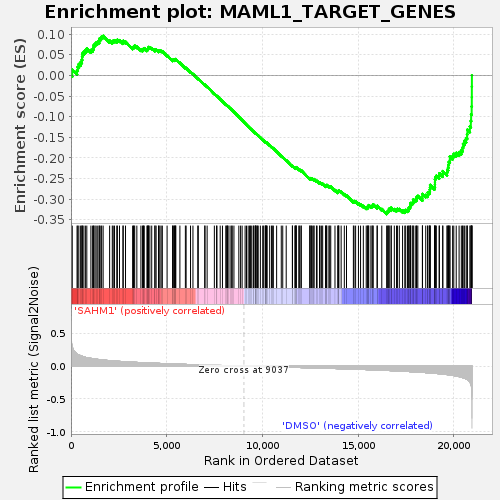 Enrichment plot: MAML1_TARGET_GENES
Enrichment score (ES)
0.10
0.05
0.00
-0.05
-0.10
-0.15
-0.20
-0.25
-0.30
-0.35
'SAHM1' (positively correlated)
Ranked list metric (Signal2Noise)
0.5
0.0
-0.5
-1.0
Zero cross at 9037
'DMSO' (negatively correlated)
0
5,000
10,000
15,000
20,000
Rank in Ordered Dataset
Enrichment profile
Hits
Ranking metric scores